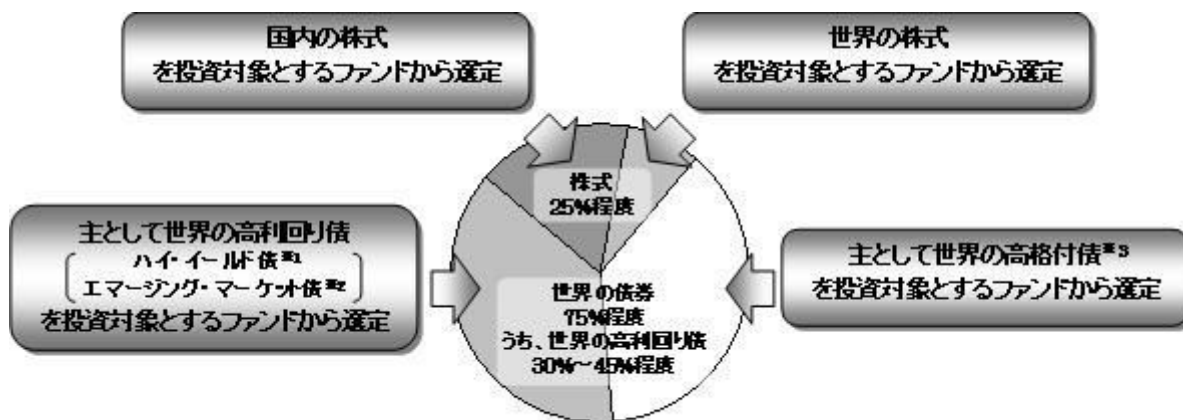 国内の株式
を投資対象とするファンドから選定
世界の株式
を投資対象とするファンドから選定
株式
25%程度
主として世界の高利回り債
ハイ・イールド債※1
エマージング・マーケット債※2
を投資対象とするファンドから選定
主として世界の高格付債※3
を投資対象とするファンドから選定
世界の債券
75%程度
うち、世界の高利回り債
30%～45%程度